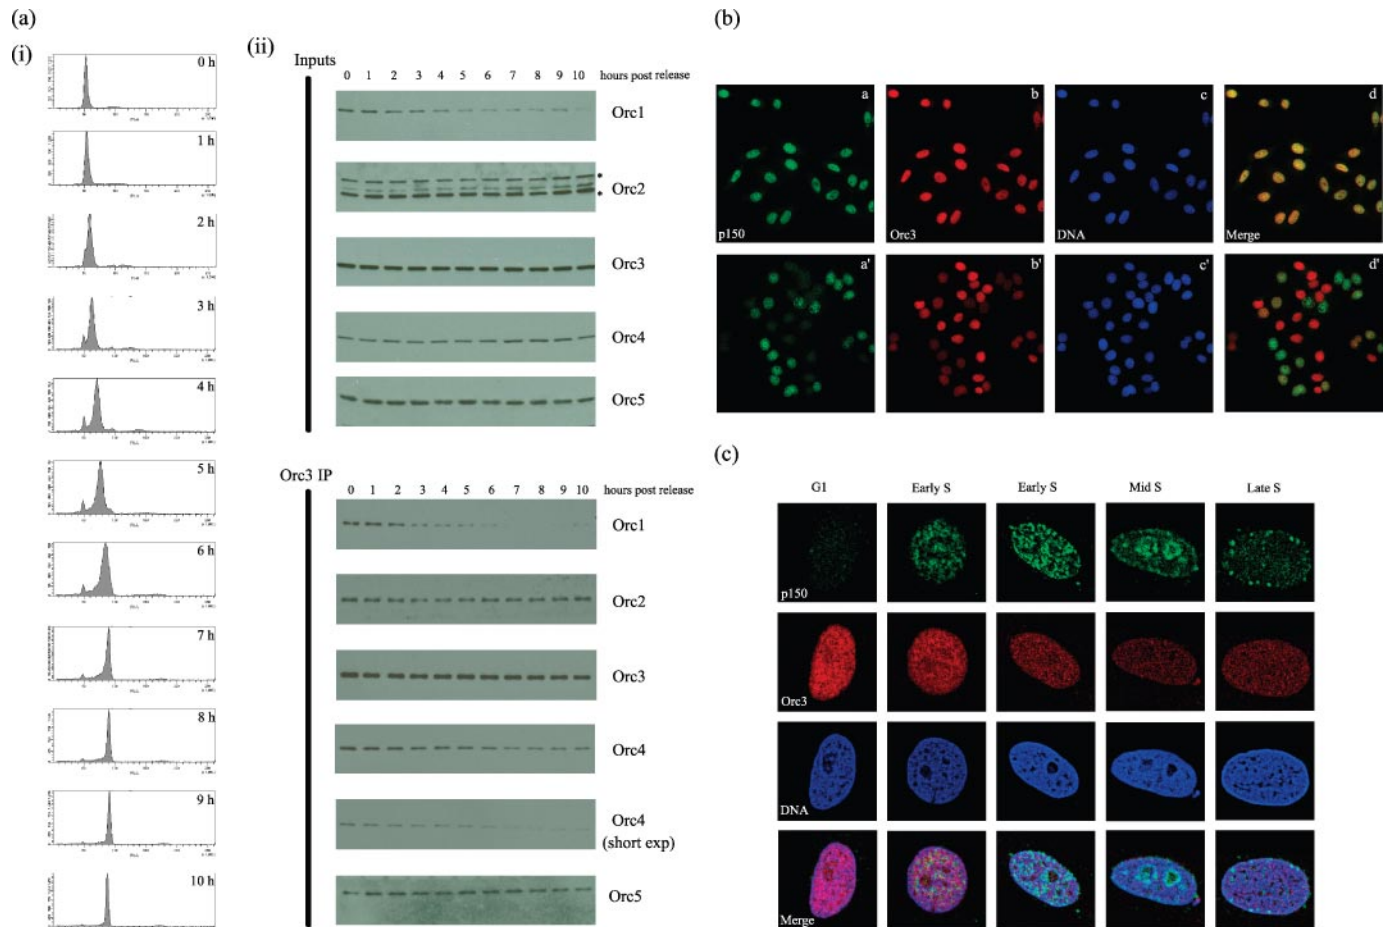 (a)
(i)
0 h
1 h
2 h
3 h
4 h
5 h
6 h
7 h
8 h
9 h
10 h
(ii)
Inputs
0 1 2 3 4 5 6 7 8 9 10 hours post release
Orc1
*
Orc2
*
Orc3
Orc4
Orc5
Orc3 IP
0 1 2 3 4 5 6 7 8 9 10 hours post release
Orc1
Orc2
Orc3
Orc4
Orc4
(short exp)
Orc5
(b)
a b c d
p150 Orc3 DNA Merge
a' b' c' d'
(c)
G1 Early S Early S Mid S Late S
p150
Orc3
DNA
Merge